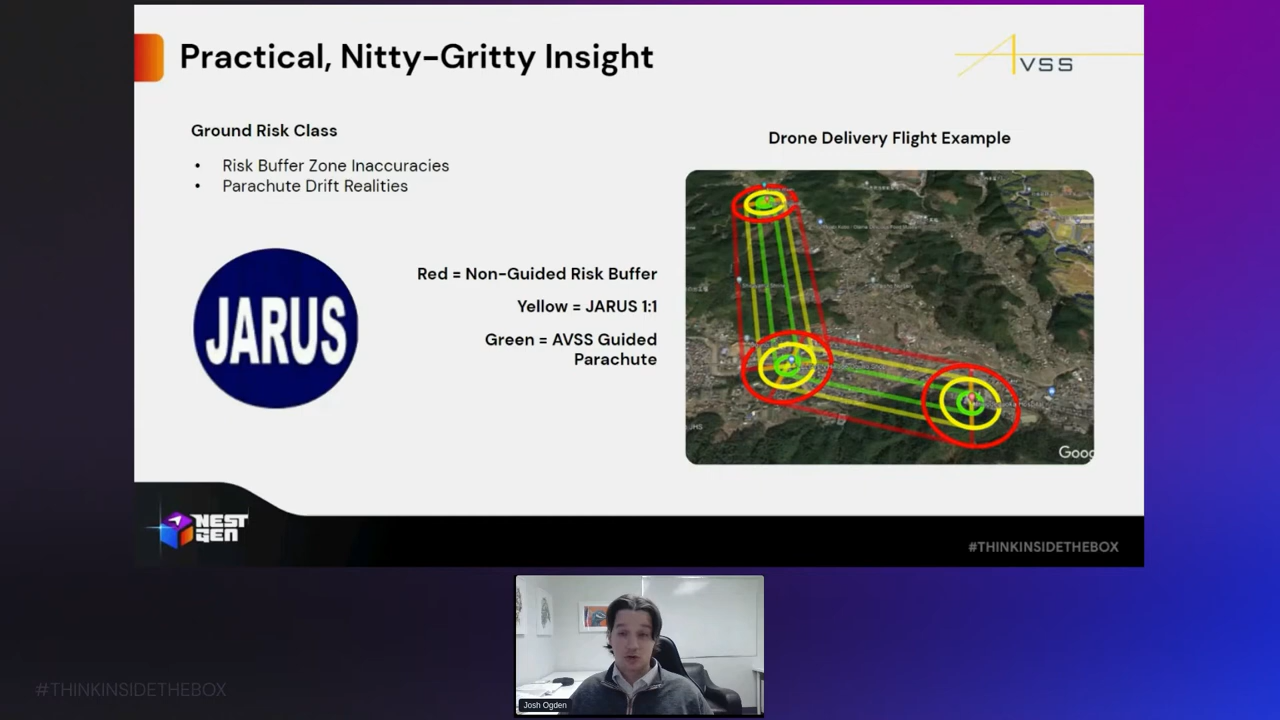 Practical, Nitty-Gritty Insight
AVSS
Ground Risk Class
• Risk Buffer Zone Inaccuracies
• Parachute Drift Realities
JARUS
Red = Non-Guided Risk Buffer
Yellow = JARUS 1:1
Green = AVSS Guided
Parachute
Drone Delivery Flight Example
JHS
Goo
NEST
GEN
#THINKINSIDETHEBOX
Josh Ogden
#THINKINSIDETHEBOX